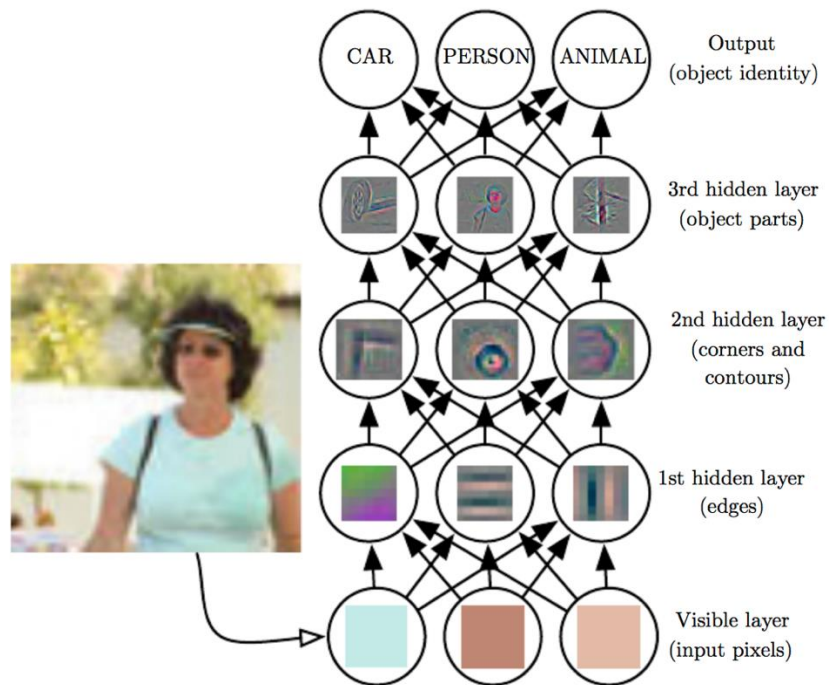 CAR
PERSON
ANIMAL
Output
(object identity)
3rd hidden layer
(object parts)
2nd hidden layer
(corners and
contours)
1st hidden layer
(edges)
Visible layer
(input pixels)